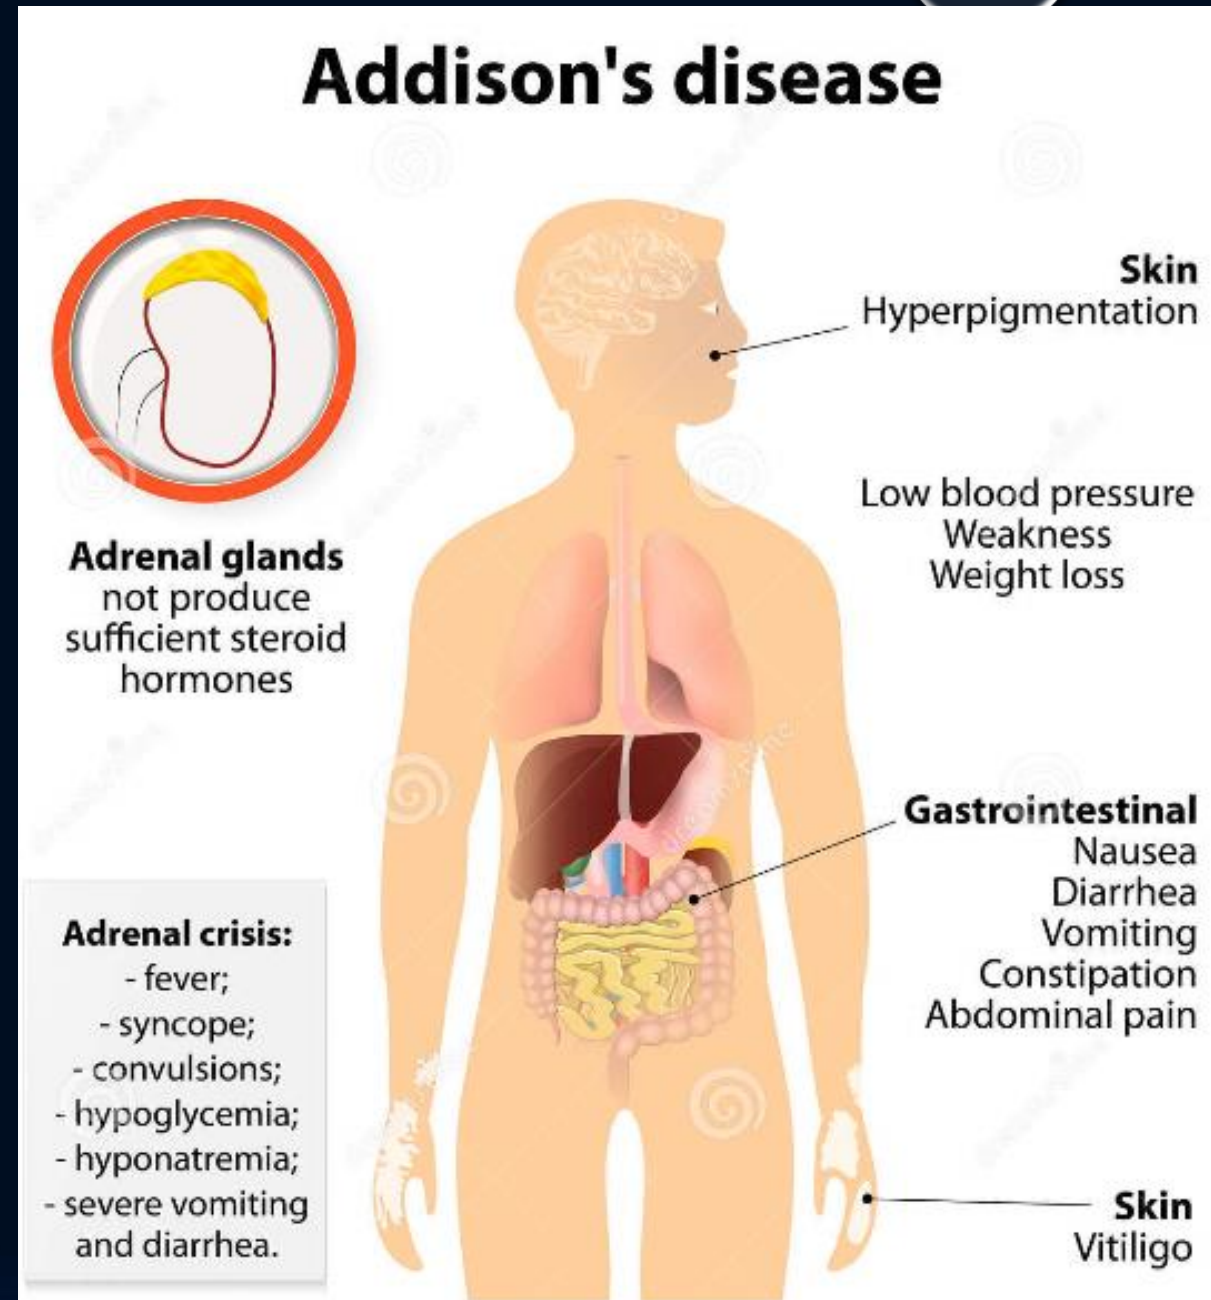 Addison's disease
Adrenal glands
not produce
sufficient steroid
hormones
Adrenal crisis:
- fever;
- syncope;
- convulsions;
- hypoglycemia;
- hyponatremia;
- severe vomiting
and diarrhea.
Skin
Hyperpigmentation
Low blood pressure
Weakness
Weight loss
Gastrointestinal
Nausea
Diarrhea
Vomiting
Constipation
Abdominal pain
Skin
Vitiligo